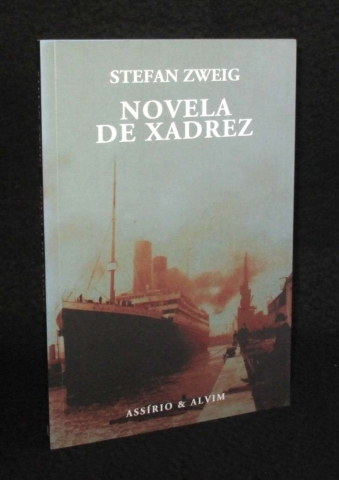 STEFAN ZWEIG
NOVELA
DE XADREZ
ASSÍRIO & ALVIM